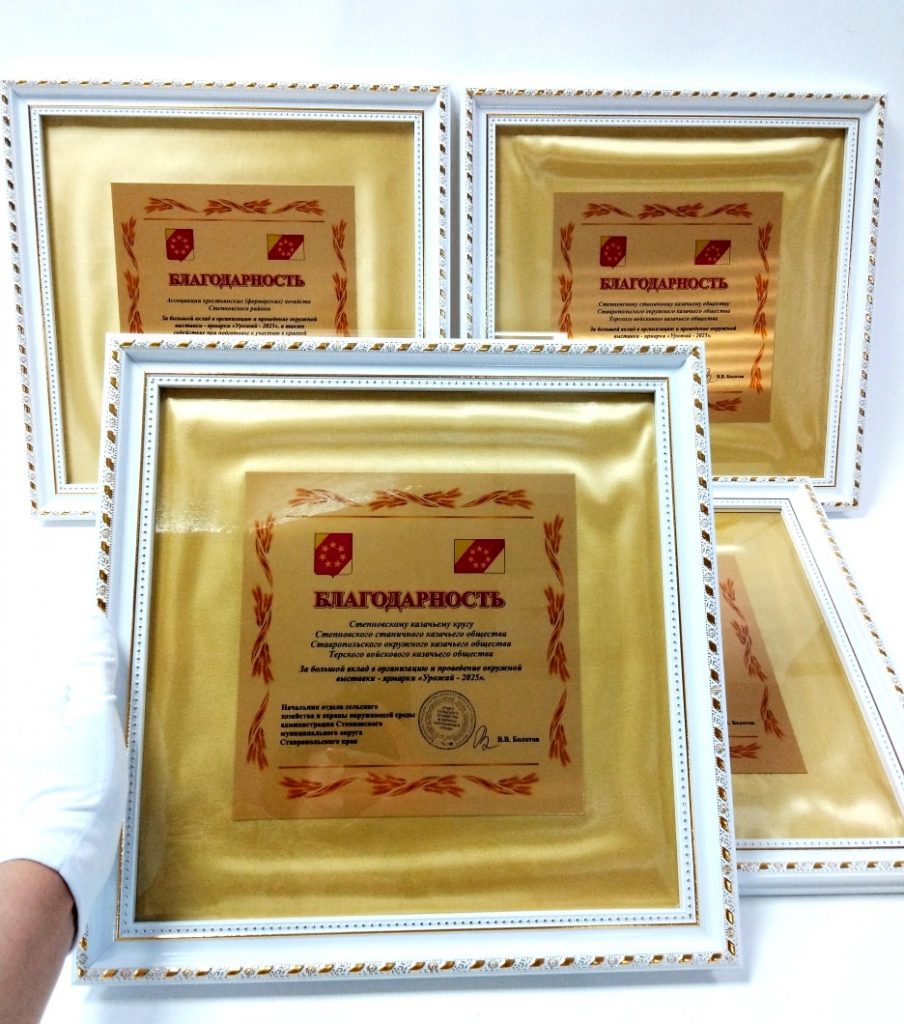 БЛАГОДАРНОСТЬ
Ассоциации крестьянских (фермерских) хозяйств
Степновского района
За большой вклад в организацию и проведение окружной
выставки - ярмарки «Урожай - 2025», а также
БЛАГОДАРНОСТЬ
Степновскому станичному казачьему обществу
Ставропольского окружного казачьего общества
Терского войскового казачьего общества
За большой вклад в организацию и проведение окружной
выставки - ярмарки «Урожай - 2025».
В.В. Болотов
БЛАГОДАРНОСТЬ
Степновскому казачьему кругу
Степновского станичного казачьего общества
Ставропольского окружного казачьего общества
Терского войскового казачьего общества
За большой вклад в организацию и проведение окружной
выставки - ярмарки «Урожай - 2025».
Начальник отдела сельского
хозяйства и охраны окружающей среды
администрации Степновского
муниципального округа
Ставропольского края
В.В. Болотов
В.В. Болотов